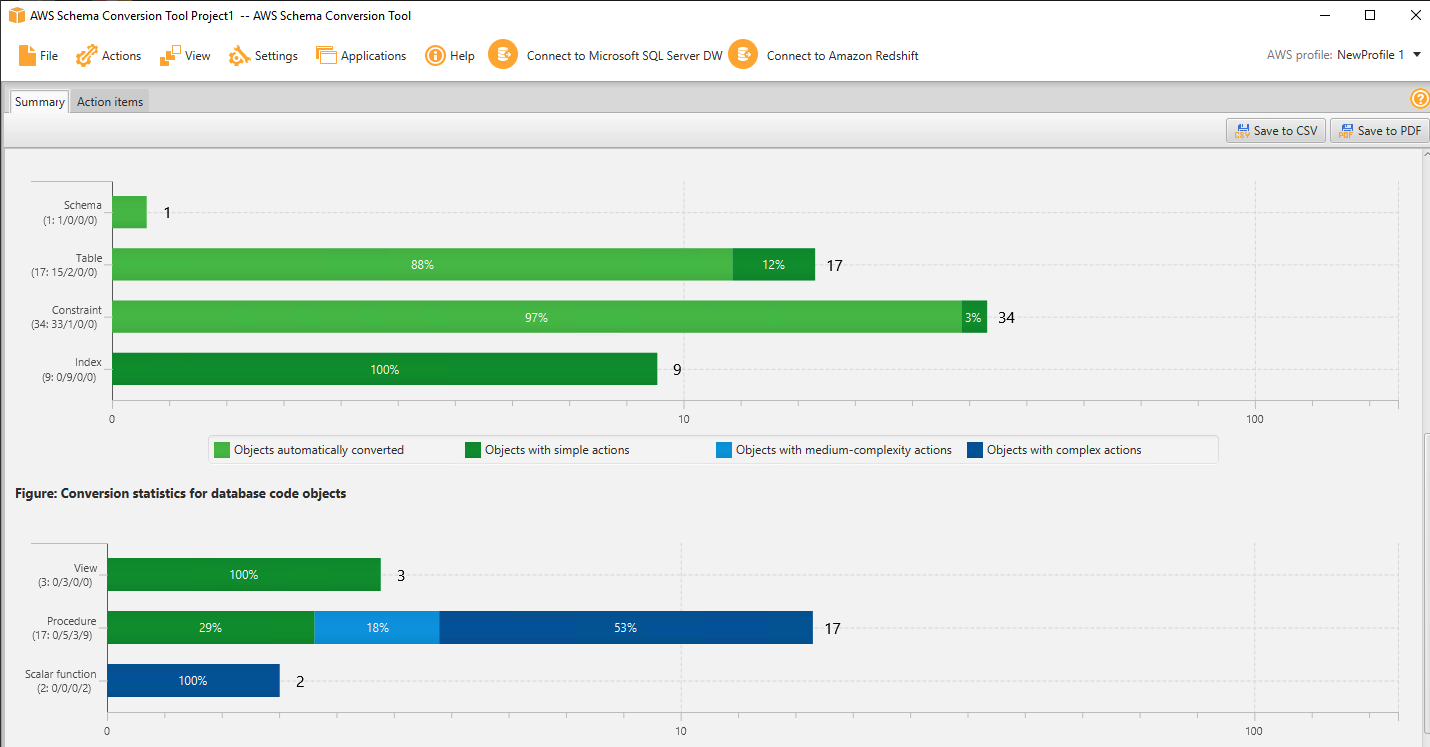 AWS Schema Conversion Tool Project1 -- AWS Schema Conversion Tool
File Actions View Settings Applications Help Connect to Microsoft SQL Server DW Connect to Amazon Redshift AWS profile: NewProfile 1
Summary Action items ?
CSV Save to CSV PDF Save to PDF
Schema
(1: 1/0/0/0)
1
Table
(17: 15/2/0/0)
88% 12% 17
Constraint
(34: 33/1/0/0)
97% 3% 34
Index
(9: 0/9/0/0)
100% 9
0 10 100
Objects automatically converted Objects with simple actions Objects with medium-complexity actions Objects with complex actions
Figure: Conversion statistics for database code objects
View
(3: 0/3/0/0)
100% 3
Procedure
(17: 0/5/3/9)
29% 18% 53% 17
Scalar function
(2: 0/0/0/2)
100% 2
0 10 100